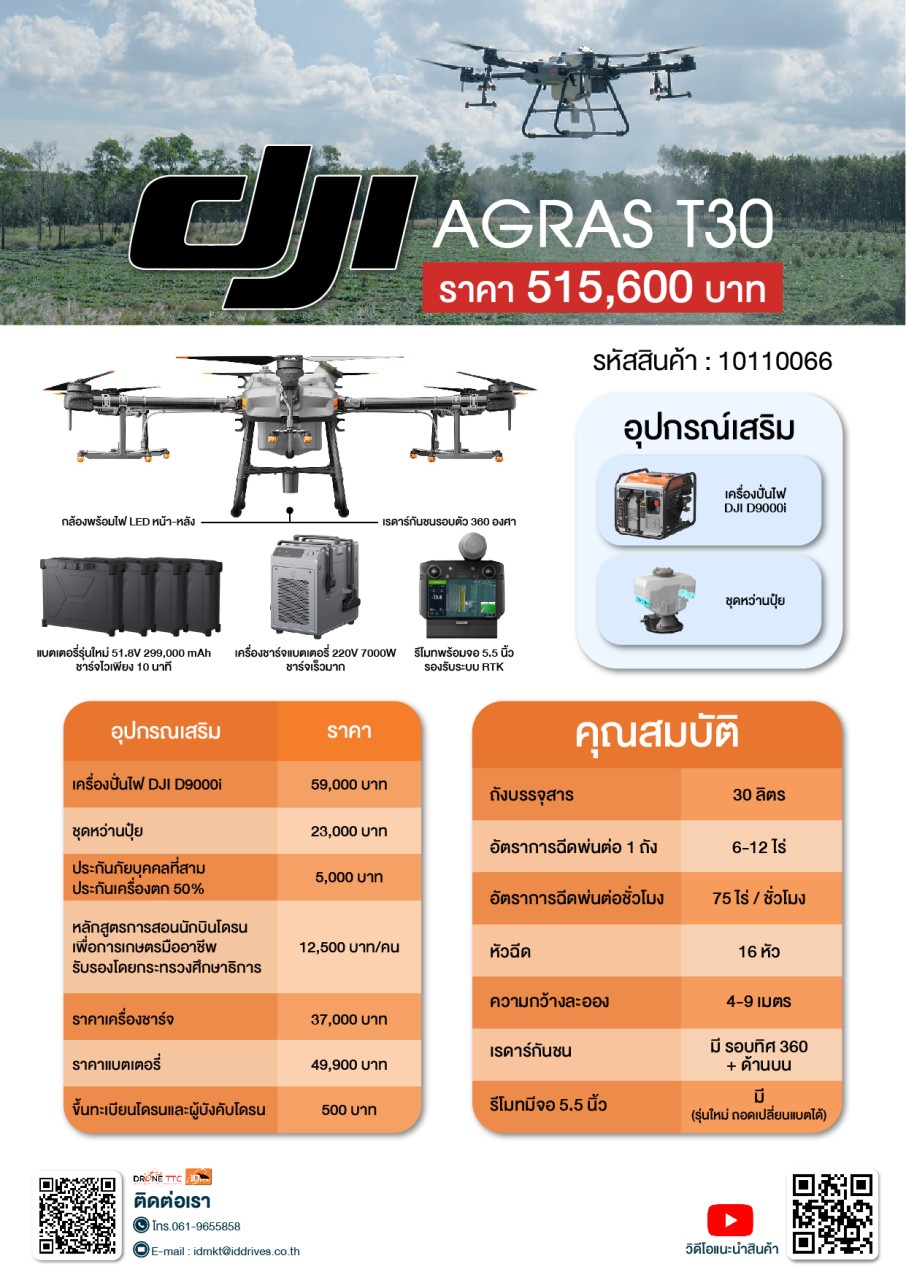 dji AGRAS T30
ราคา 515,600 บาท
รหัสสินค้า : 10110066
กล้องพร้อมไฟ LED หน้า-หลัง
เรดาร์กันชนรอบตัว 360 องศา
แบตเตอรี่รุ่นใหม่ 51.8V 299,000 mAh
ชาร์จไวเพียง 10 นาที
เครื่องชาร์จแบตเตอรี่ 220V 7000W
ชาร์จเร็วมาก
รีโมทพร้อมจอ 5.5 นิ้ว
รองรับระบบ RTK
อุปกรณ์เสริม
เครื่องปั่นไฟ
DJI D9000i
ชุดหว่านปุ๋ย
อุปกรณเสริม ราคา
เครื่องปั่นไฟ DJI D9000i 59,000 บาท
ชุดหว่านปุ๋ย 23,000 บาท
ประกันภัยบุคคลที่สาม
ประกันเครื่องตก 50%
5,000 บาท
หลักสูตรการสอนนักบินโดรน
เพื่อการเกษตรมืออาชีพ
รับรองโดยกระทรวงศึกษาธิการ
12,500 บาท/คน
ราคาเครื่องชาร์จ 37,000 บาท
ราคาแบตเตอรี่ 49,900 บาท
ขึ้นทะเบียนโดรนและผู้บังคับโดรน 500 บาท
คุณสมบัติ
ถังบรรจุสาร 30 ลิตร
อัตราการฉีดพ่นต่อ 1 ถัง 6-12 ไร่
อัตราการฉีดพ่นต่อชั่วโมง 75 ไร่ / ชั่วโมง
หัวฉีด 16 หัว
ความกว้างละออง 4-9 เมตร
เรดาร์กันชน มี รอบทิศ 360
+ ด้านบน
รีโมทมีจอ 5.5 นิ้ว มี
(รุ่นใหม่ ถอดเปลี่ยนแบตได้)
DRONE TTC
ติดต่อเรา
โทร.061-9655858
E-mail : idmkt@iddrives.co.th
วิดีโอแนะนำสินค้า